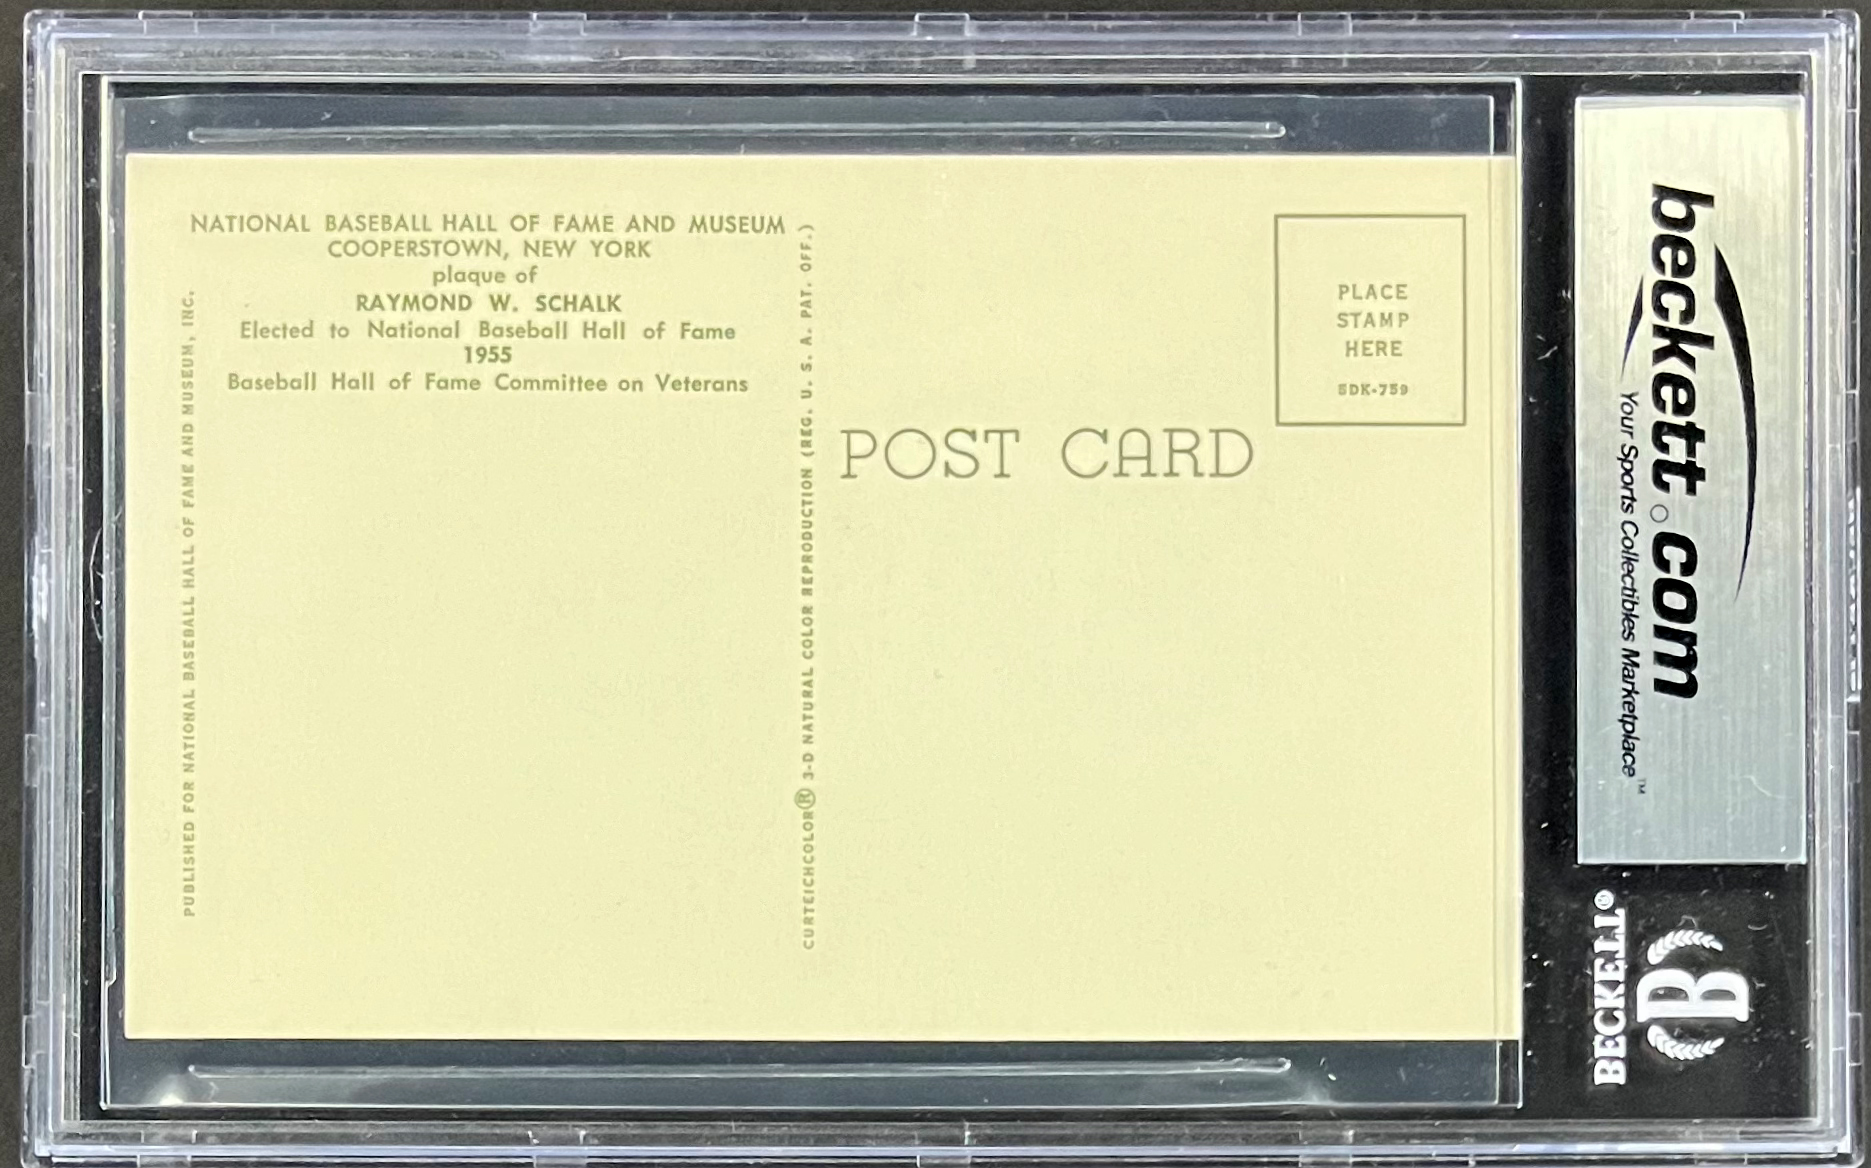 NATIONAL BASEBALL HALL OF FAME AND MUSEUM
COOPERSTOWN, NEW YORK
plaque of
RAYMOND W. SCHALK
Elected to National Baseball Hall of Fame
1955
Baseball Hall of Fame Committee on Veterans
PUBLISHED FOR NATIONAL BASEBALL HALL OF FAME AND MUSEUM, INC.
CURTEICHCOLOR® 3-D NATURAL COLOR REPRODUCTION (REG. U. S. A. PAT. OFF.)
POST CARD
PLACE
STAMP
HERE
5DK-759
beckett.com
Your Sports Collectibles Marketplace™
BECKETT®
B